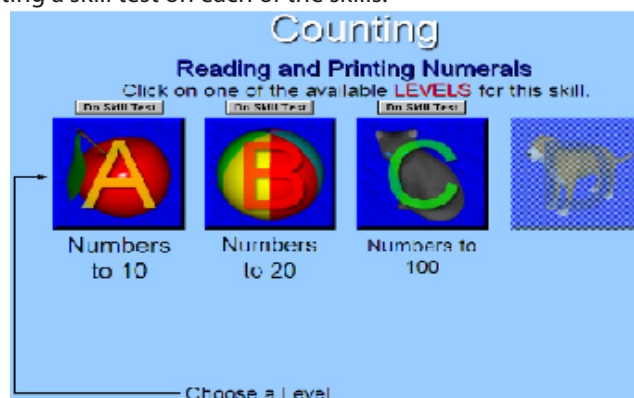 ting a skill test on each of the skills.
Counting
Reading and Printing Numerals
Click on one of the available LEVELS for this skill.
Do Skill Test Do Skill Test Do Skill Test
A B C D
Numbers to 10
Numbers to 20
Numbers to 100
Choose a Level